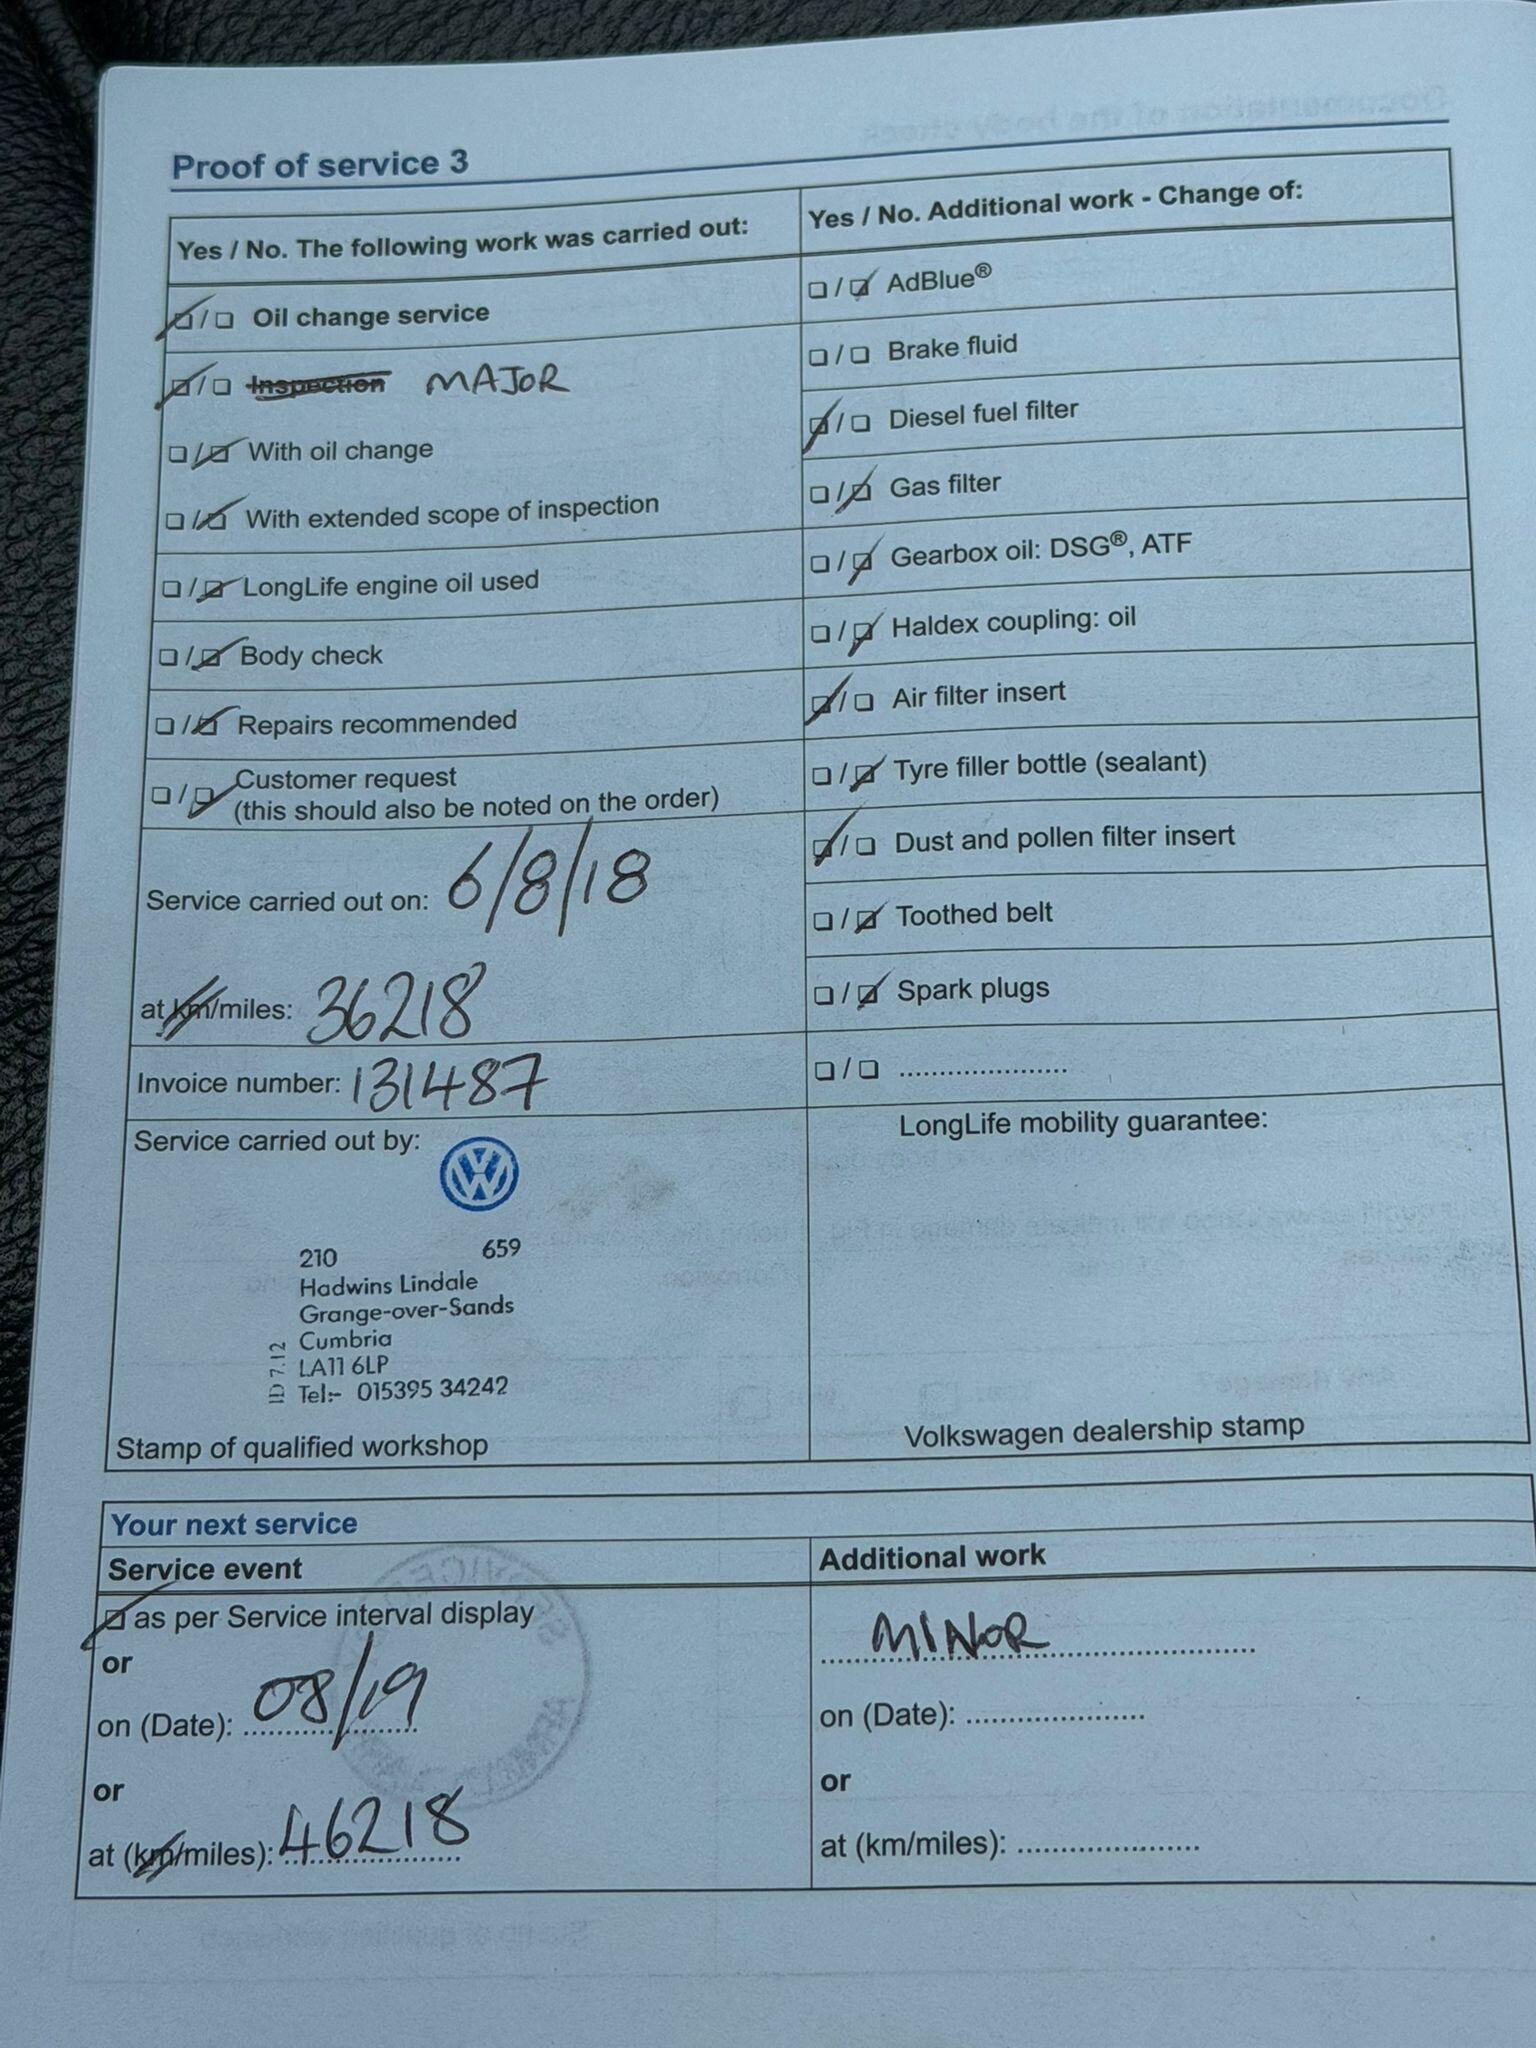 Proof of service 3
Yes / No. The following work was carried out:
☑ / ☐ Oil change service
☑ / ☐ Inspection MAJOR
☐ / ☑ With oil change
☐ / ☑ With extended scope of inspection
☐ / ☑ LongLife engine oil used
☐ / ☑ Body check
☐ / ☑ Repairs recommended
☐ / ☑ Customer request
(this should also be noted on the order)
Service carried out on: 6/8/18
at km/miles: 36218
Invoice number: 131487
Service carried out by:
VW
210 659
Hadwins Lindale
Grange-over-Sands
Cumbria
LA11 6LP
Tel:- 015395 34242
ID 7.12
Stamp of qualified workshop
Yes / No. Additional work - Change of:
☐ / ☑ AdBlue®
☐ / ☐ Brake fluid
☑ / ☐ Diesel fuel filter
☐ / ☑ Gas filter
☐ / ☑ Gearbox oil: DSG®, ATF
☐ / ☑ Haldex coupling: oil
☑ / ☐ Air filter insert
☐ / ☑ Tyre filler bottle (sealant)
☑ / ☐ Dust and pollen filter insert
☐ / ☑ Toothed belt
☐ / ☑ Spark plugs
☐ / ☐ ......................
LongLife mobility guarantee:
Volkswagen dealership stamp
Your next service
Service event
☑ as per Service interval display
or
on (Date): 08/19
or
at (km/miles): 46218
Additional work
MINOR
on (Date): ......................
or
at (km/miles): ......................